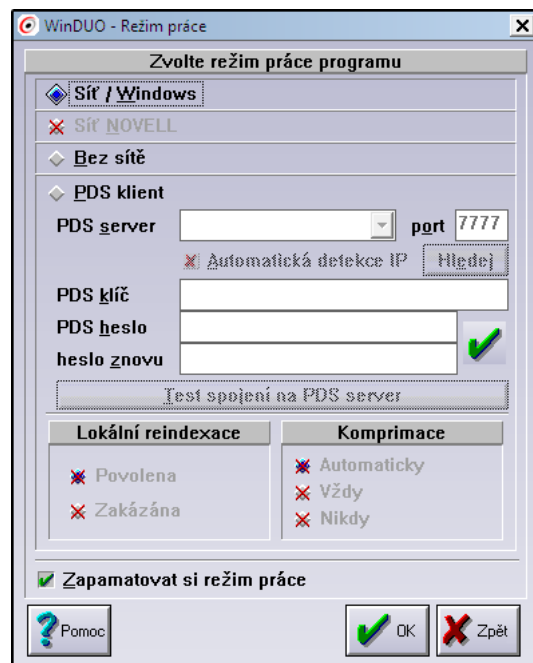 WinDUO - Režim práce
Zvolte režim práce programu
Síť / Windows
Síť NOVELL
Bez sítě
PDS klient
PDS server port 7777
Automatická detekce IP Hledej
PDS klíč
PDS heslo
heslo znovu
Test spojení na PDS server
Lokální reindexace Komprimace
Povolena Automaticky
Zakázána Vždy
Nikdy
Zapamatovat si režim práce
Pomoc OK Zpět